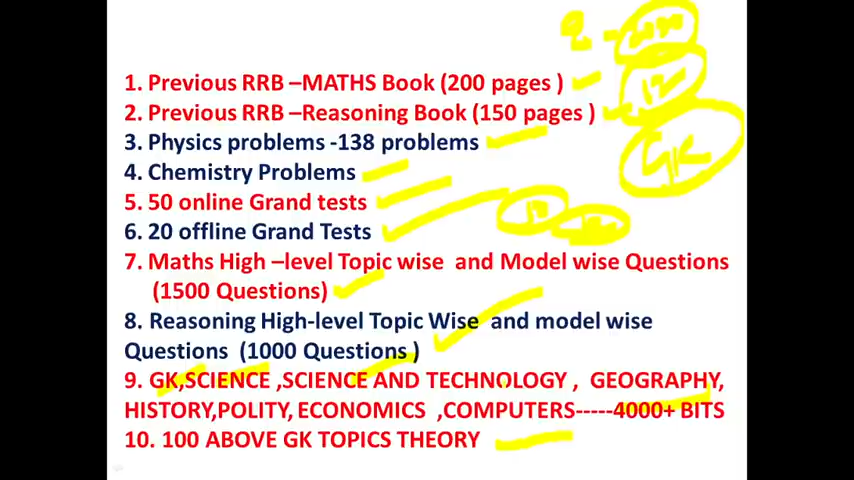 1. Previous RRB –MATHS Book (200 pages )
2. Previous RRB –Reasoning Book (150 pages )
3. Physics problems -138 problems
4. Chemistry Problems
5. 50 online Grand tests
6. 20 offline Grand Tests
7. Maths High –level Topic wise and Model wise Questions
(1500 Questions)
8. Reasoning High-level Topic Wise and model wise
Questions (1000 Questions )
9. GK,SCIENCE ,SCIENCE AND TECHNOLOGY , GEOGRAPHY,
HISTORY,POLITY, ECONOMICS ,COMPUTERS-----4000+ BITS
10. 100 ABOVE GK TOPICS THEORY
GK